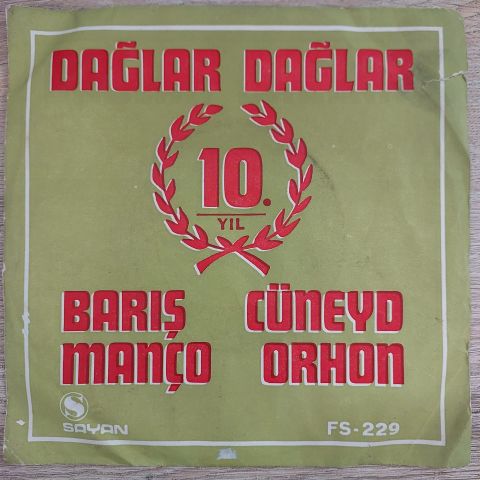 DAĞLAR DAĞLAR
10.
YIL
BARIŞ CÜNEYD
MANÇO ORHON
S
SAYAN
FS-229